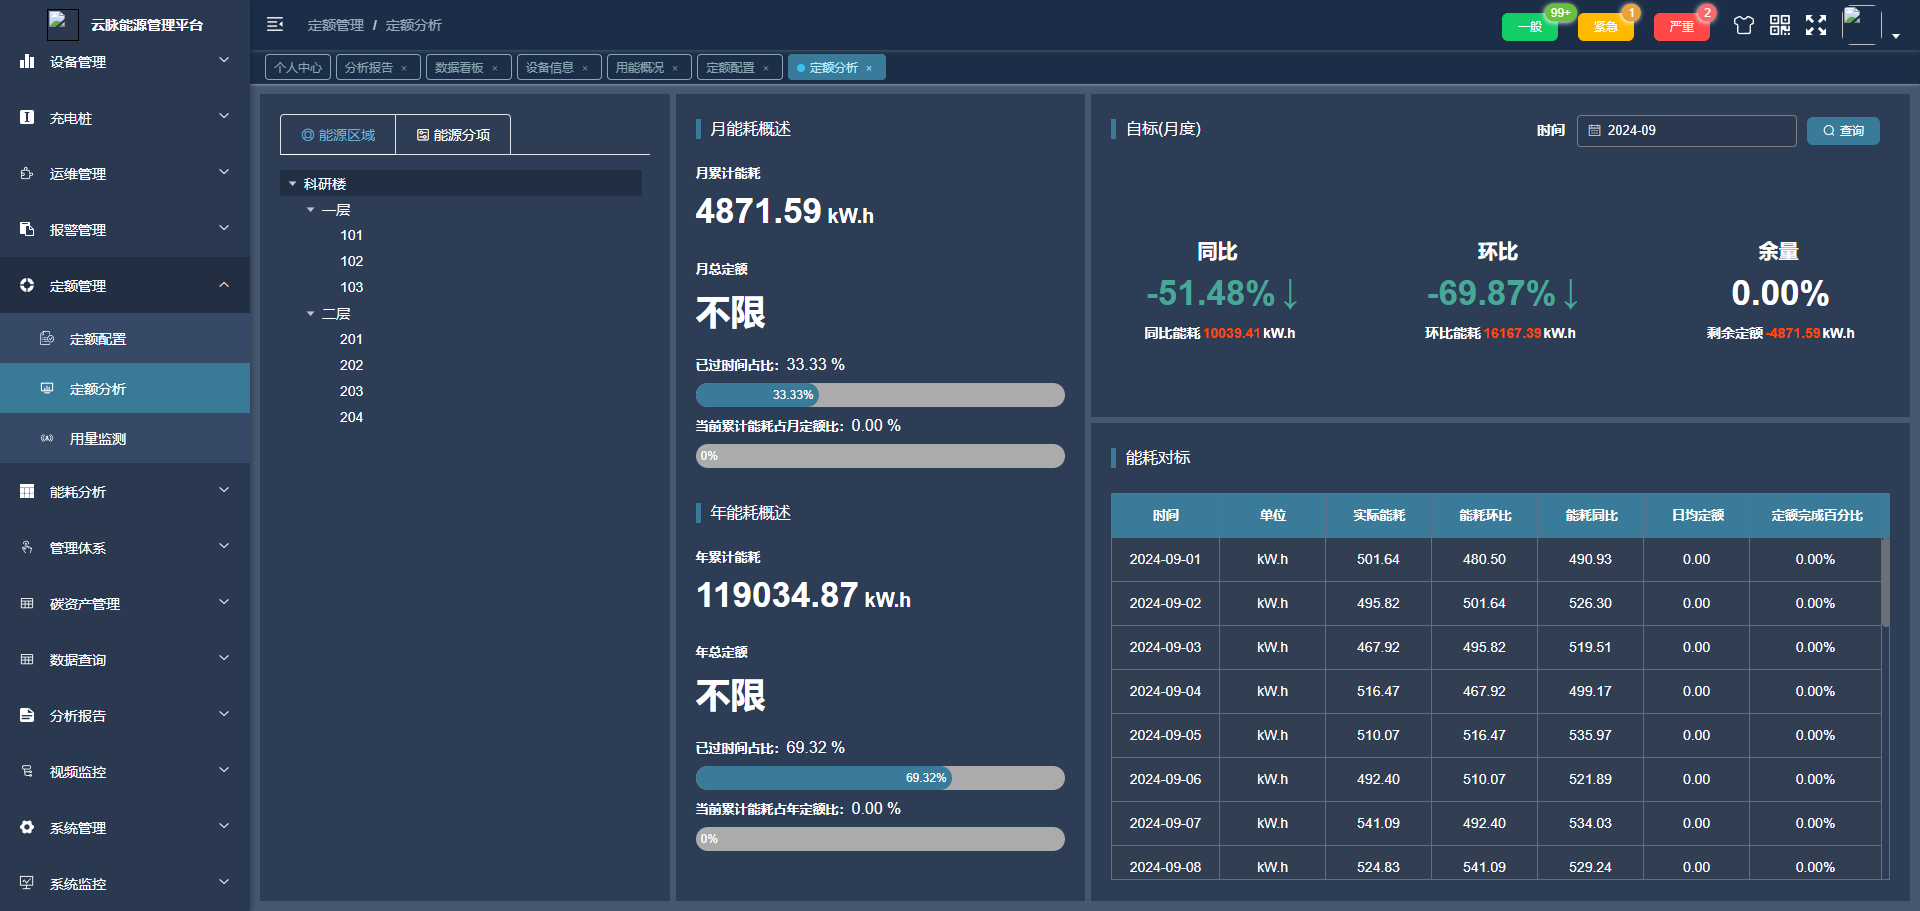 云脉能源管理平台
设备管理
充电桩
运维管理
报警管理
定额管理
定额配置
定额分析
用量监测
能耗分析
管理体系
碳资产管理
数据查询
分析报告
视频监控
系统管理
系统监控
定额管理 / 定额分析
一般 99+
紧急 1
严重 2
个人中心
分析报告 ×
数据看板 ×
设备信息 ×
用能概况 ×
定额配置 ×
定额分析 ×
能源区域 能源分项
科研楼
一层
101
102
103
二层
201
202
203
204
月能耗概述
月累计能耗
4871.59 kW.h
月总定额
不限
已过时间占比：33.33 %
33.33%
当前累计能耗占月定额比：0.00 %
0%
年能耗概述
年累计能耗
119034.87 kW.h
年总定额
不限
已过时间占比：69.32 %
69.32%
当前累计能耗占年定额比：0.00 %
0%
自标(月度)
时间 2024-09 查询
同比
-51.48%↓
同比能耗 10039.41 kW.h
环比
-69.87%↓
环比能耗 16167.39 kW.h
余量
0.00%
剩余定额 -4871.59 kW.h
能耗对标
时间 单位 实际能耗 能耗环比 能耗同比 日均定额 定额完成百分比
2024-09-01 kW.h 501.64 480.50 490.93 0.00 0.00%
2024-09-02 kW.h 495.82 501.64 526.30 0.00 0.00%
2024-09-03 kW.h 467.92 495.82 519.51 0.00 0.00%
2024-09-04 kW.h 516.47 467.92 499.17 0.00 0.00%
2024-09-05 kW.h 510.07 516.47 535.97 0.00 0.00%
2024-09-06 kW.h 492.40 510.07 521.89 0.00 0.00%
2024-09-07 kW.h 541.09 492.40 534.03 0.00 0.00%
2024-09-08 kW.h 524.83 541.09 529.24 0.00 0.00%